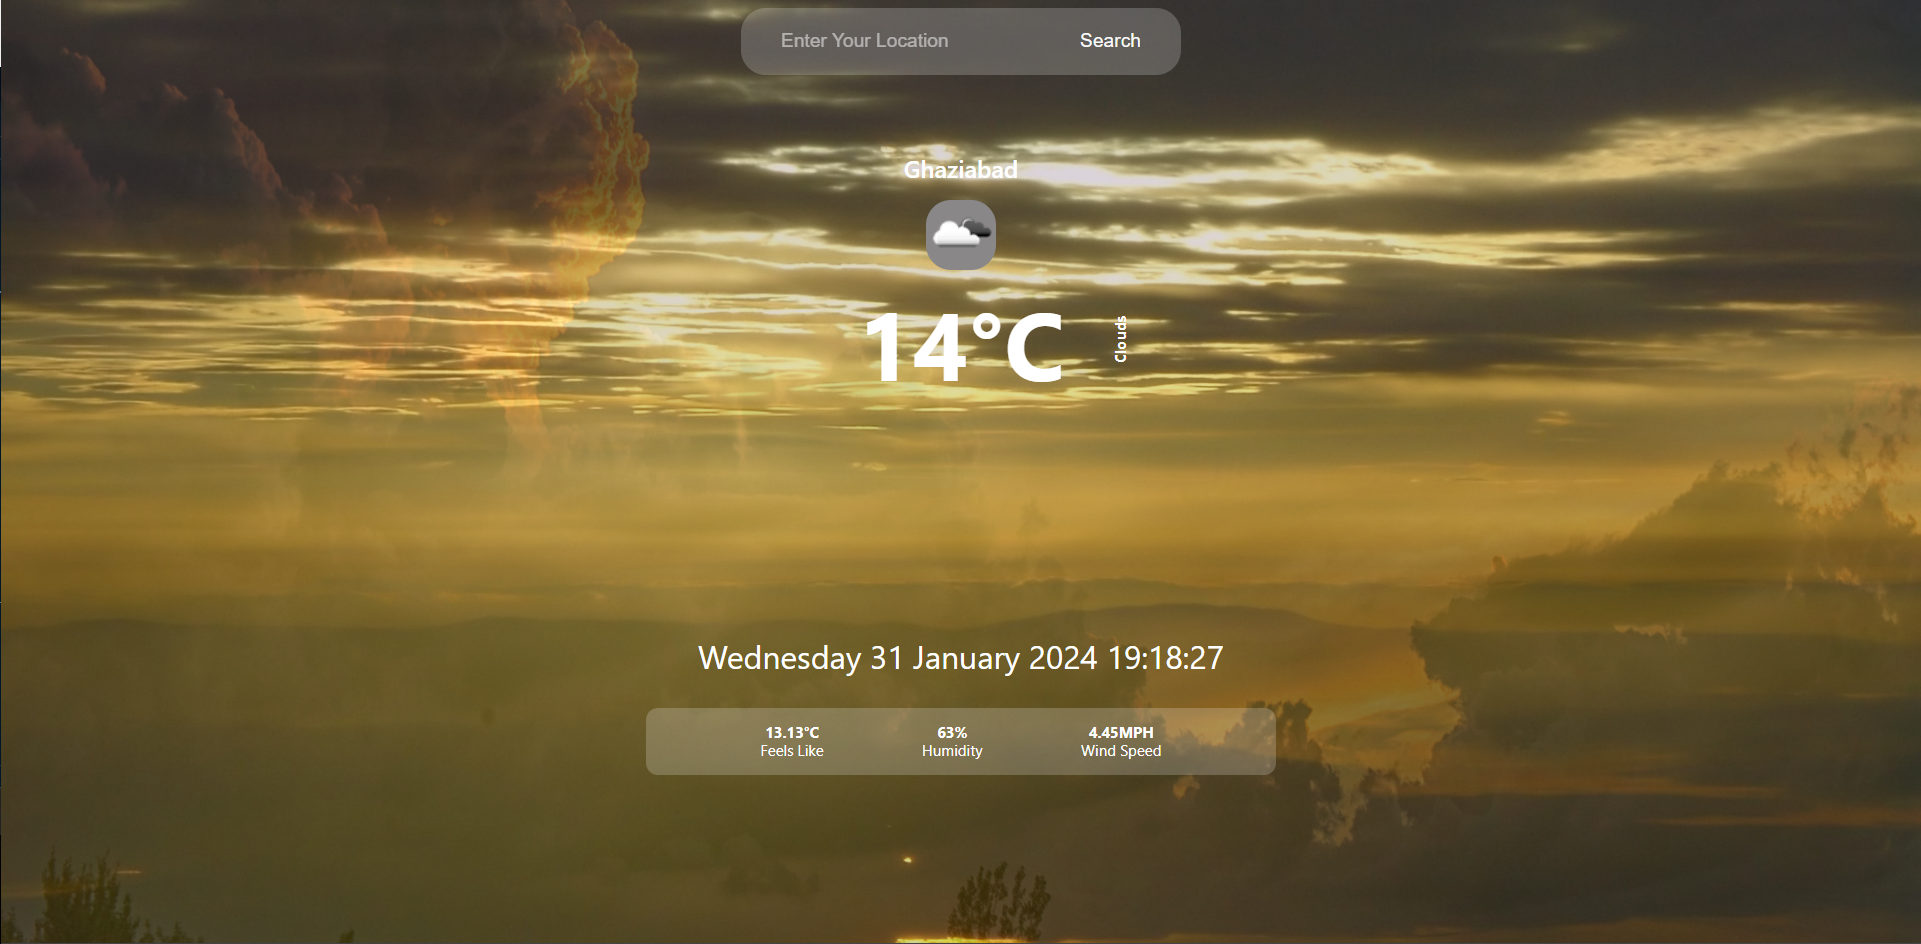 Enter Your Location Search
Ghaziabad
14°C
Clouds
Wednesday 31 January 2024 19:18:27
13.13°C 63% 4.45MPH
Feels Like Humidity Wind Speed